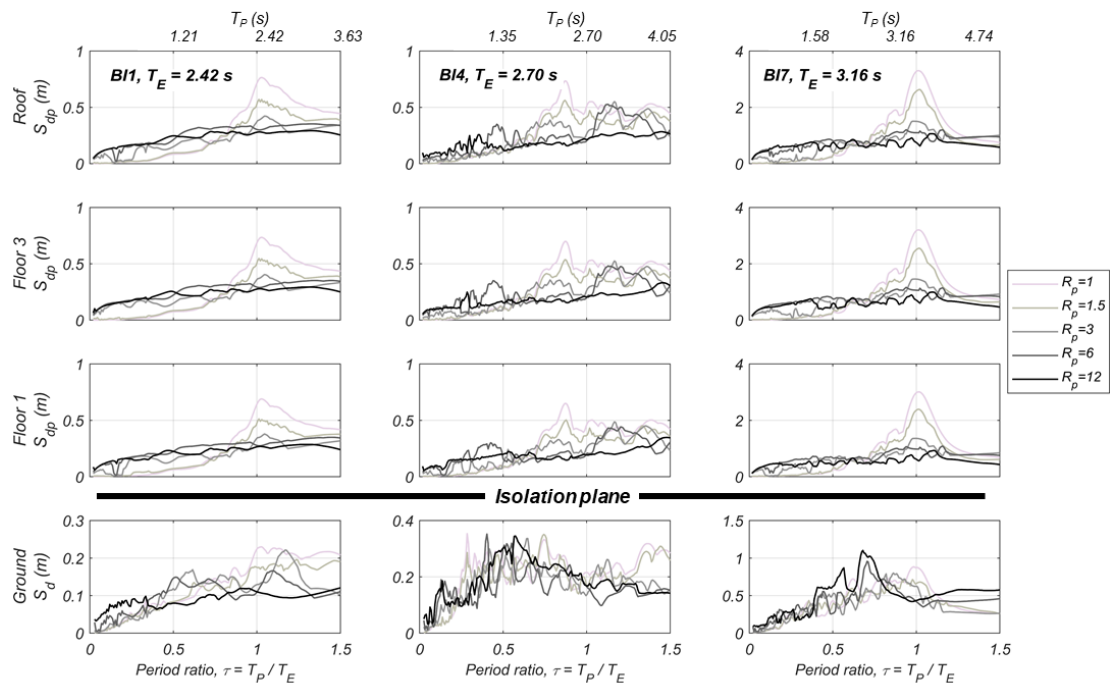 T_P (s)
T_P (s)
T_P (s)
1.21 2.42 3.63
1.35 2.70 4.05
1.58 3.16 4.74
BI1, T_E = 2.42 s
BI4, T_E = 2.70 s
BI7, T_E = 3.16 s
Roof
S_dp (m)
1
0.5
0
1
0.5
0
4
2
0
Floor 3
S_dp (m)
1
0.5
0
1
0.5
0
4
2
0
R_p=1
R_p=1.5
R_p=3
R_p=6
R_p=12
Floor 1
S_dp (m)
1
0.5
0
1
0.5
0
4
2
0
Isolation plane
Ground
S_d (m)
0.3
0.2
0.1
0
0.4
0.2
0
1.5
1
0.5
0
0 0.5 1 1.5
0 0.5 1 1.5
0 0.5 1 1.5
Period ratio, τ = T_P / T_E
Period ratio, τ = T_P / T_E
Period ratio, τ = T_P / T_E